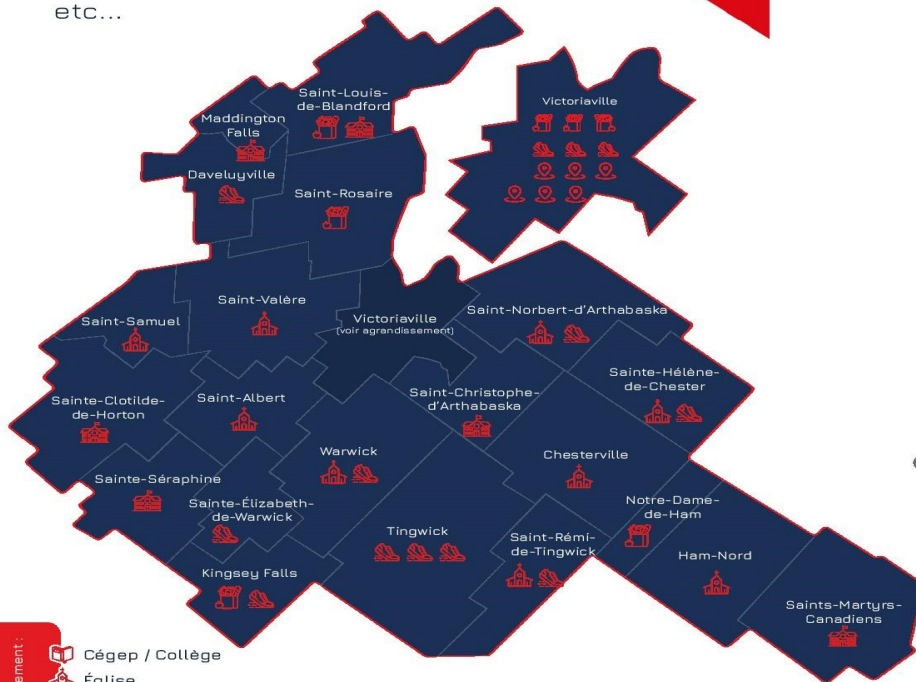 etc...
Saint-Louis-
de-Blandford
Maddington
Falls
Daveluyville
Saint-Rosaire
Victoriaville
Saint-Valère
Saint-Samuel
Victoriaville
(voir agrandissement)
Saint-Norbert-d'Arthabaska
Sainte-Hélène-
de-Chester
Sainte-Clotilde-
de-Horton
Saint-Albert
Saint-Christophe-
d'Arthabaska
Warwick
Chesterville
Sainte-Séraphine
Sainte-Élizabeth-
de-Warwick
Notre-Dame-
de-Ham
Tingwick
Saint-Rémi-
de-Tingwick
Ham-Nord
Kingsey Falls
Saints-Martyrs-
Canadiens
ement :
Cégep / Collège
Église